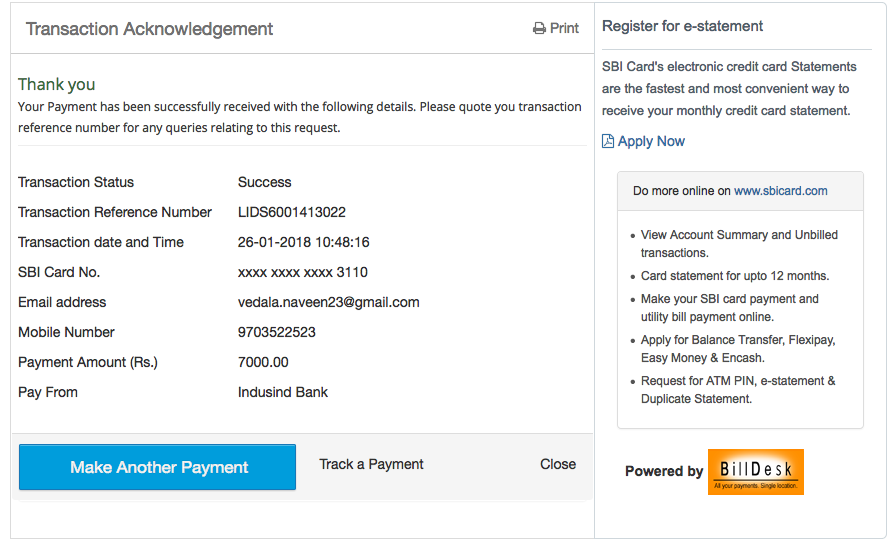 Transaction Acknowledgement
Print
Thank you
Your Payment has been successfully received with the following details. Please quote you transaction
reference number for any queries relating to this request.
Transaction Status Success
Transaction Reference Number LIDS6001413022
Transaction date and Time 26-01-2018 10:48:16
SBI Card No. xxxx xxxx xxxx 3110
Email address vedala.naveen23@gmail.com
Mobile Number 9703522523
Payment Amount (Rs.) 7000.00
Pay From Indusind Bank
Make Another Payment
Track a Payment
Close
Register for e-statement
SBI Card's electronic credit card Statements
are the fastest and most convenient way to
receive your monthly credit card statement.
Apply Now
Do more online on www.sbicard.com
• View Account Summary and Unbilled
transactions.
• Card statement for upto 12 months.
• Make your SBI card payment and
utility bill payment online.
• Apply for Balance Transfer, Flexipay,
Easy Money & Encash.
• Request for ATM PIN, e-statement &
Duplicate Statement.
Powered by
BillDesk
All your payments. Single location.